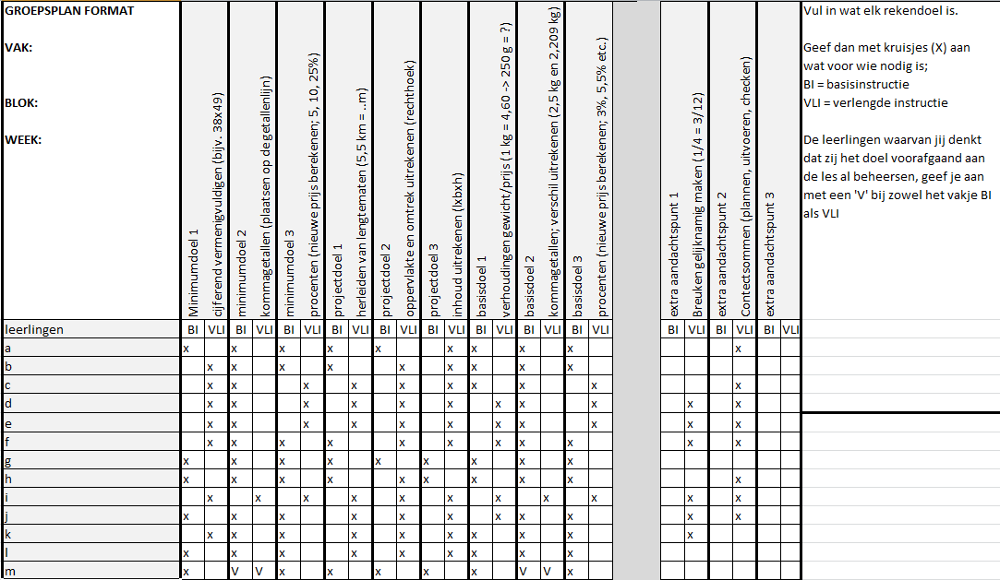 GROEPSPLAN FORMAT
VAK:
BLOK:
WEEK:
Minimumdoel 1
cijferend vermenigvuldigen (bijv. 38x49)
minimumdoel 2
kommagetallen (plaatsen op de getallenlijn)
minimumdoel 3
procenten (nieuwe prijs berekenen; 5, 10, 25%)
projectdoel 1
herleiden van lengtematen (5,5 km = ..m)
projectdoel 2
oppervlakte en omtrek uitrekenen (rechthoek)
projectdoel 3
inhoud uitrekenen (lxbxh)
basisdoel 1
verhoudingen gewicht/prijs (1 kg = 4,60 -> 250 g = ?)
basisdoel 2
kommagetallen; verschil uitrekenen (2,5 kg en 2,209 kg)
basisdoel 3
procenten (nieuwe prijs berekenen; 3%, 5,5% etc.)
extra aandachtspunt 1
Breuken gelijknamig maken (1/4 = 3/12)
extra aandachtspunt 2
Contectsommen (plannen, uitvoeren, checken)
extra aandachtspunt 3
Vul in wat elk rekendoel is.
Geef dan met kruisjes (X) aan
wat voor wie nodig is;
BI = basisinstructie
VLI = verlengde instructie
De leerlingen waarvan jij denkt
dat zij het doel voorafgaand aan
de les al beheersen, geef je aan
met een 'V' bij zowel het vakje BI
als VLI
leerlingen BI VLI BI VLI BI VLI BI VLI BI VLI BI VLI BI VLI BI VLI BI VLI BI VLI BI VLI BI VLI
a x x x x x x x x x x
b x x x x x x x x x
c x x x x x x x x x x
d x x x x x x x x x x x
e x x x x x x x x x x x
f x x x x x x x x x x x
g x x x x x x x x x
h x x x x x x x x x x
i x x x x x x x x x x x
j x x x x x x x x x x x
k x x x x x x x x x x
l x x x x x x x x x
m x V V x x x x x V V x